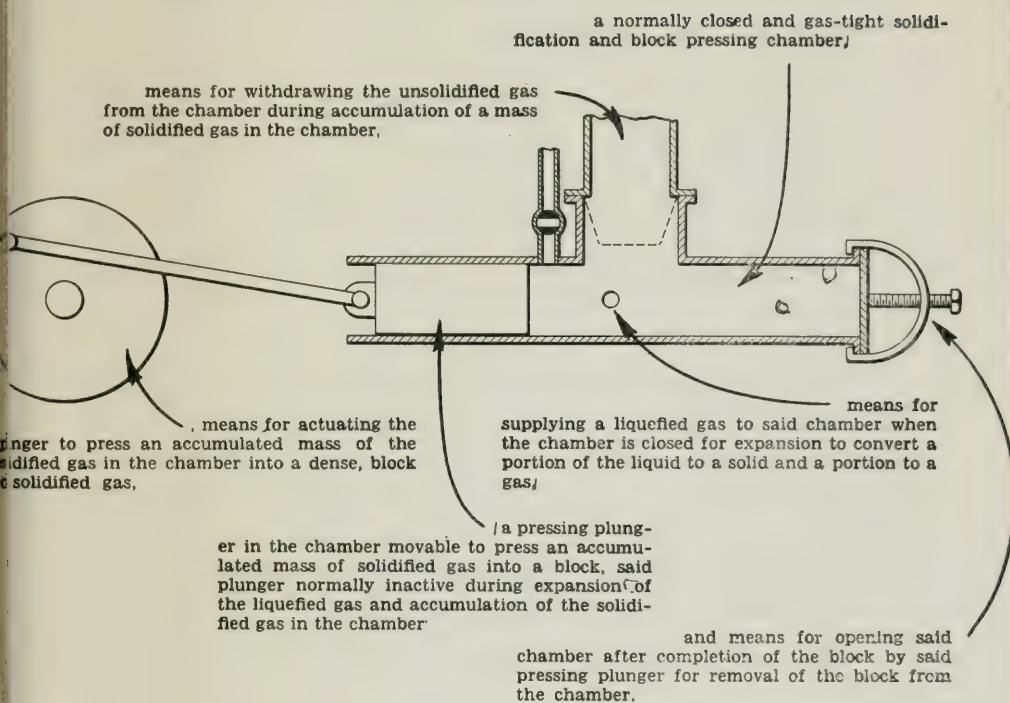 a normally closed and gas-tight solidi-
fication and block pressing chamber,
means for withdrawing the unsolidified gas
from the chamber during accumulation of a mass
of solidified gas in the chamber,
, means for actuating the
nger to press an accumulated mass of the
idified gas in the chamber into a dense, block
solidified gas,
means for
supplying a liquefied gas to said chamber when
the chamber is closed for expansion to convert a
portion of the liquid to a solid and a portion to a
gas,
a pressing plung-
er in the chamber movable to press an accumu-
lated mass of solidified gas into a block, said
plunger normally inactive during expansion of
the liquefied gas and accumulation of the solidi-
fied gas in the chamber
and means for opening said
chamber after completion of the block by said
pressing plunger for removal of the block from
the chamber.